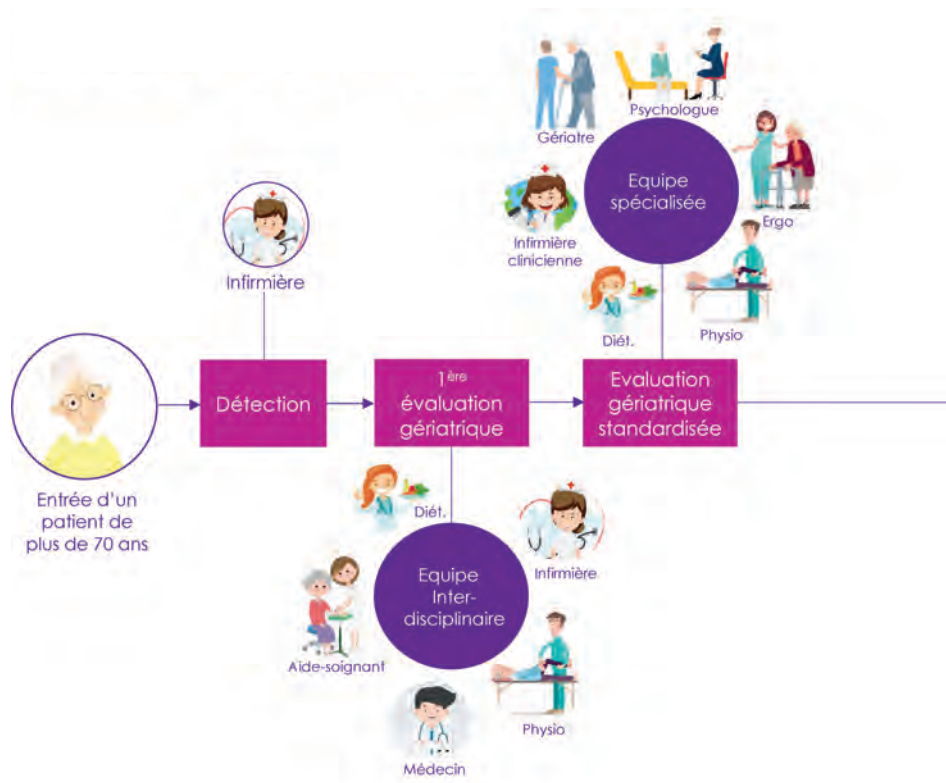 Gériatre
Psychologue
Equipe
spécialisée
Ergo
Infirmière
clinicienne
Diét.
Physio
Infirmière
Entrée d'un
patient de
plus de 70 ans
Détection
1ère
évaluation
gériatrique
Evaluation
gériatrique
standardisée
Diét.
Infirmière
Equipe
Inter-
disciplinaire
Aide-soignant
Physio
Médecin